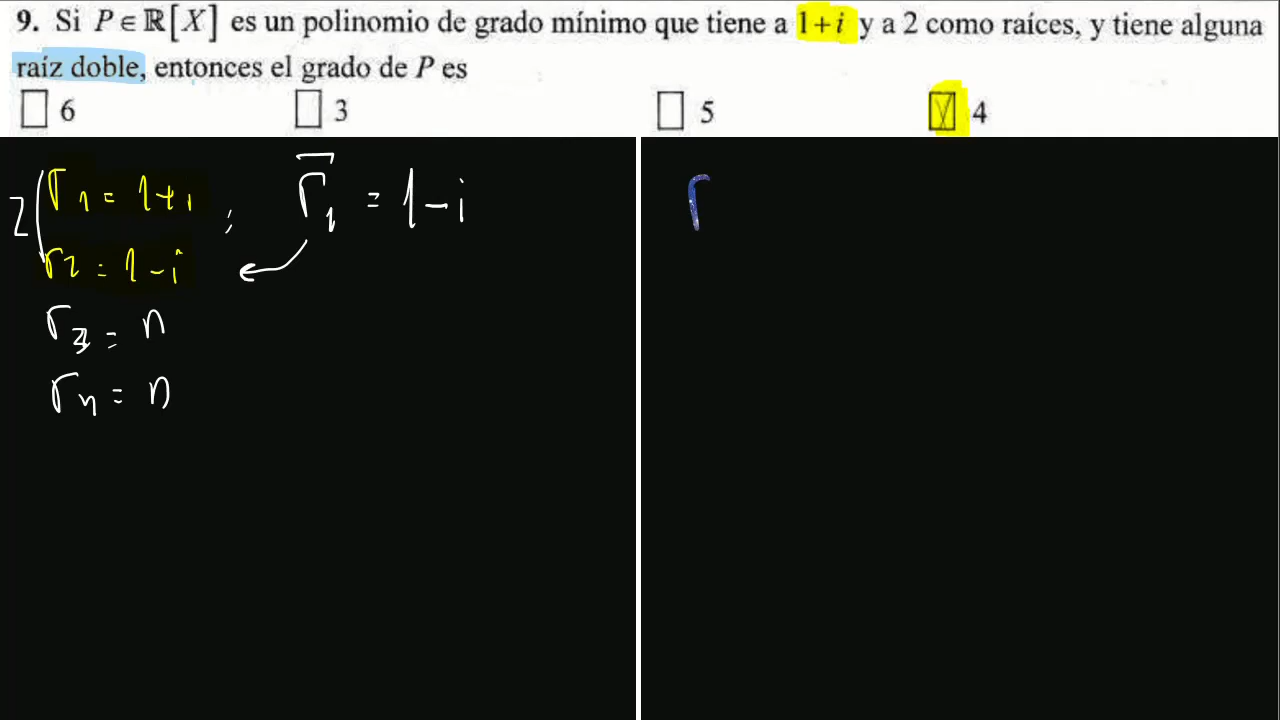 9. Si P ∈ ℝ[X] es un polinomio de grado mínimo que tiene a 1+i y a 2 como raíces, y tiene alguna
raíz doble, entonces el grado de P es
6 3 5 4
r1 = 1+i ; r̄1 = 1-i
2
r2 = 1-i
r3 = n
r4 = n
r